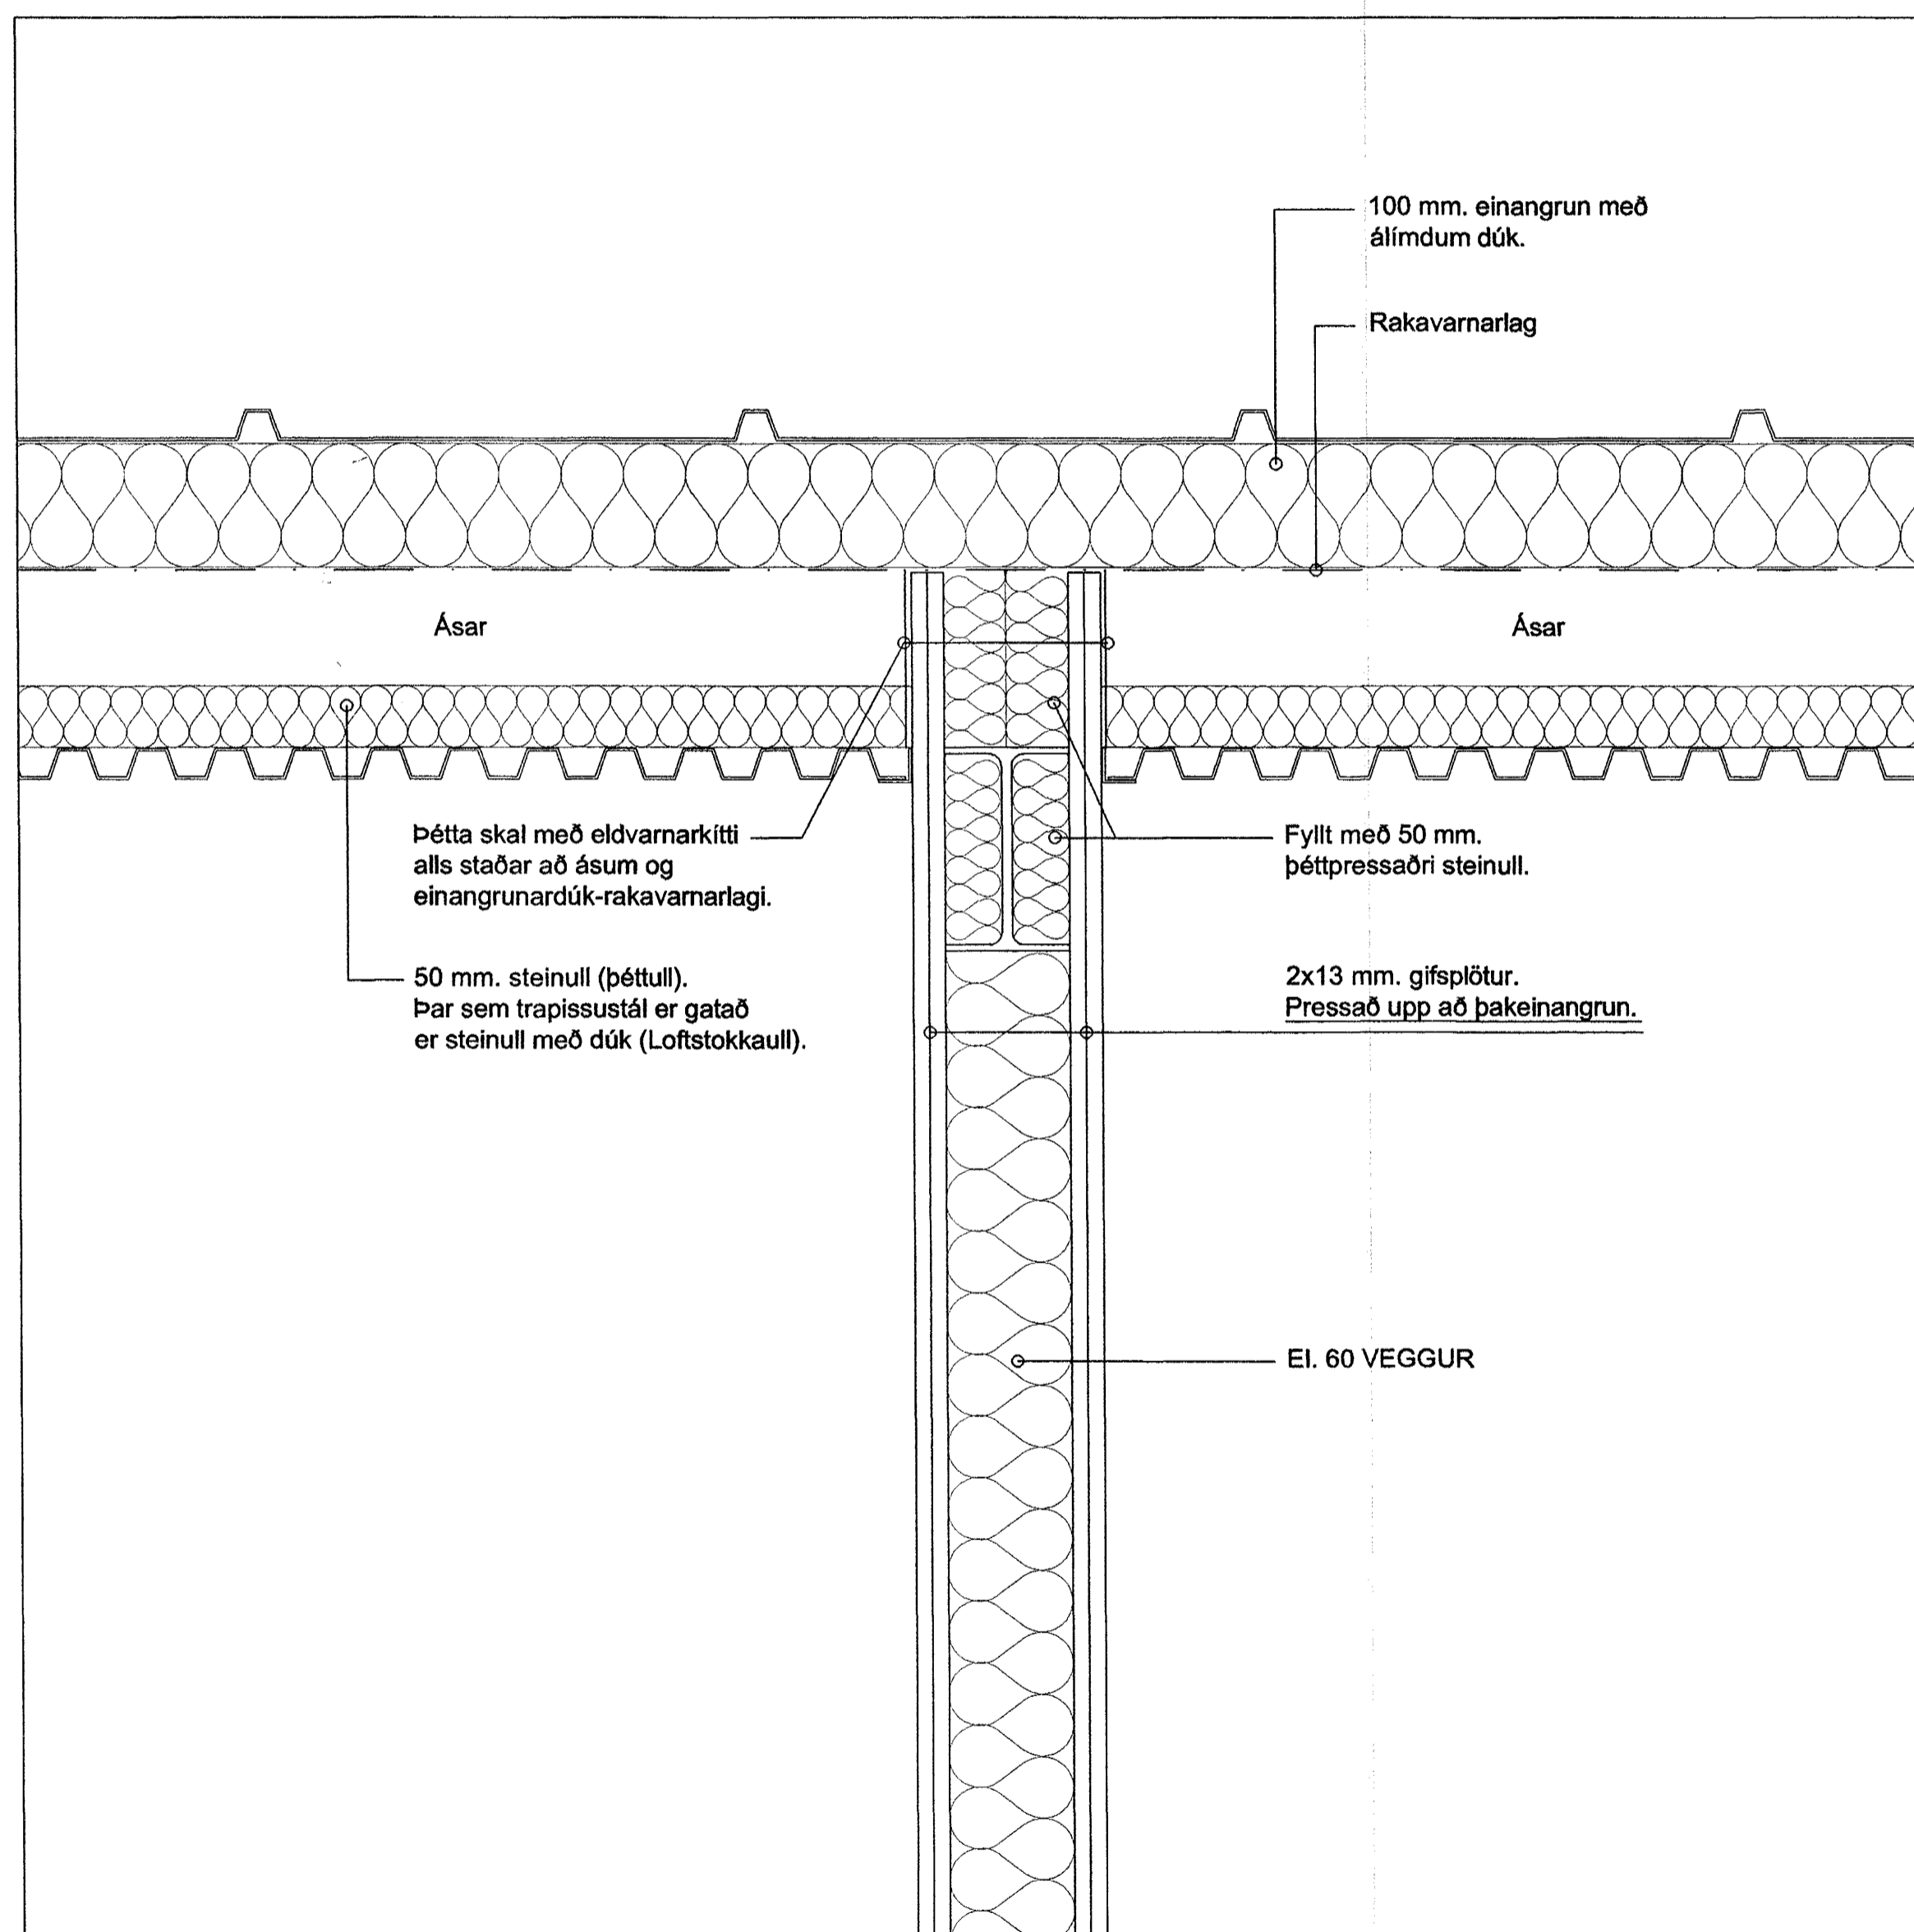 100 mm. einangrun með
álímdum dúk.
Rakavarnarlag
Ásar
Ásar
Þétta skal með eldvarnarkítti
alls staðar að ásum og
einangrunardúk-rakavarnarlagi.
Fyllt með 50 mm.
þéttpressaðri steinull.
50 mm. steinull (þéttull).
Þar sem trapissustál er gatað
er steinull með dúk (Loftstokkaull).
2x13 mm. gifsplötur.
Pressað upp að þakeinangrun.
EI. 60 VEGGUR